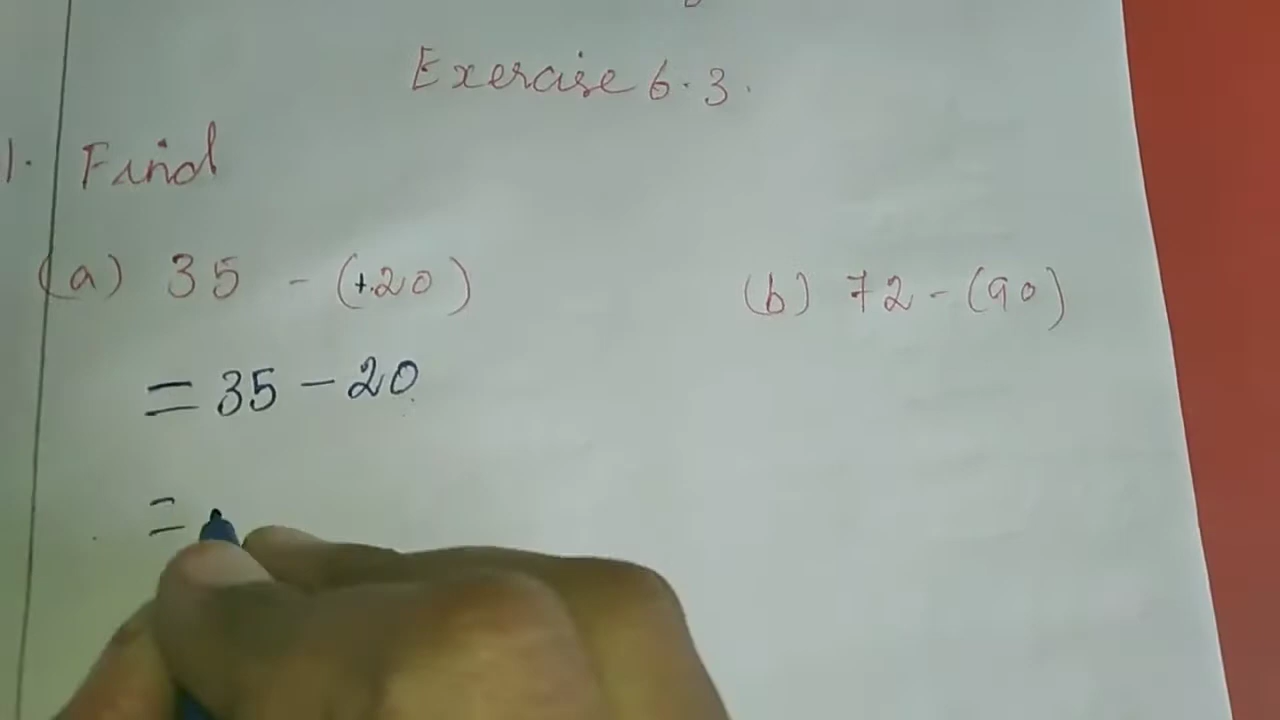 Exercise 6.3.
1. Find
(a) 35 - (+20)
(b) 72 - (90)
= 35 - 20
=